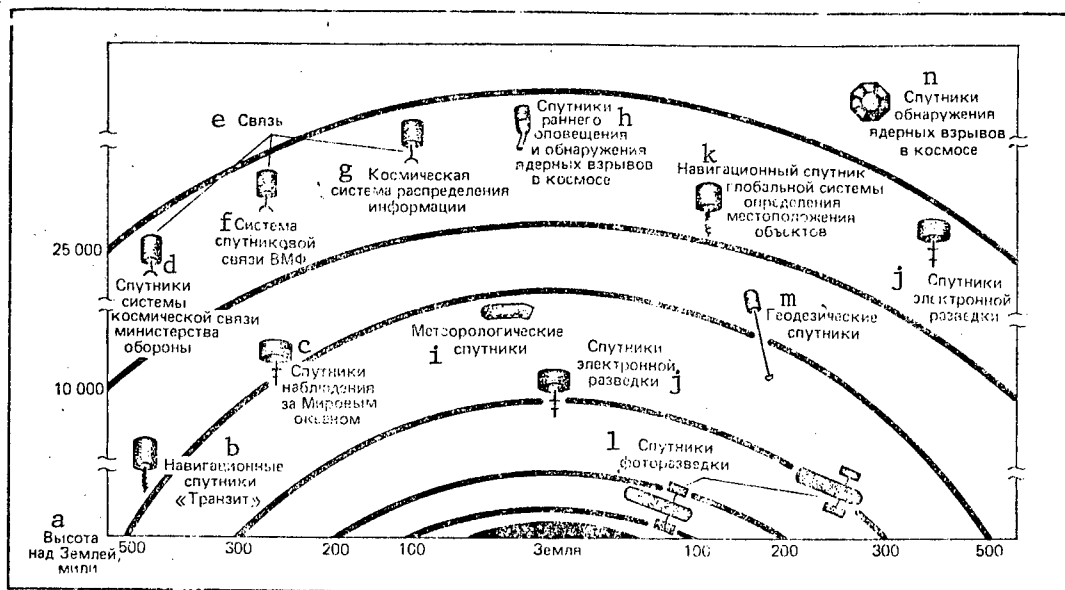 n
Спутники
обнаружения
ядерных взрывов
в космосе
e Связь
Спутники
раннего h
оповещения
и обнаружения
ядерных взрывов
в космосе
g Космическая
система распределения
информации
k
Навигационный спутник
глобальной системы
определения
местоположения
объектов
f Система
спутниковой
связи ВМФ
25 000
d
Спутники
системы
космической связи
министерства
обороны
j Спутники
электронной
разведки
m
Геодезические
спутники
Метеорологические
i спутники
c
Спутники
наблюдения
за Мировым
океаном
Спутники
электронной
разведки j
10 000
b
Навигационные
спутники
«Транзит»
l Спутники
фоторазведки
a
Высота
над Землей,
мили
500 300 200 100 Земля 100 200 300 500